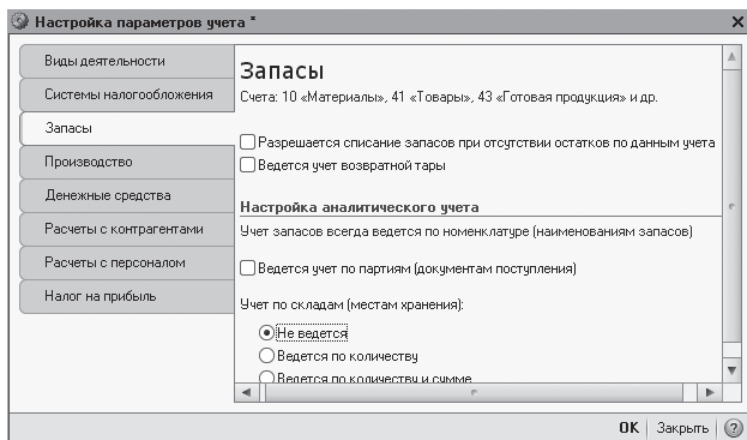 Настройка параметров учета *
Виды деятельности
Системы налогообложения
Запасы
Производство
Денежные средства
Расчеты с контрагентами
Расчеты с персоналом
Налог на прибыль
Запасы
Счета: 10 «Материалы», 41 «Товары», 43 «Готовая продукция» и др.
Разрешается списание запасов при отсутствии остатков по данным учета
Ведется учет возвратной тары
Настройка аналитического учета
Учет запасов всегда ведется по номенклатуре (наименованиям запасов)
Ведется учет по партиям (документам поступления)
Учет по складам (местам хранения):
Не ведется
Ведется по количеству
Ведется по количеству и сумме
OK Закрыть ?